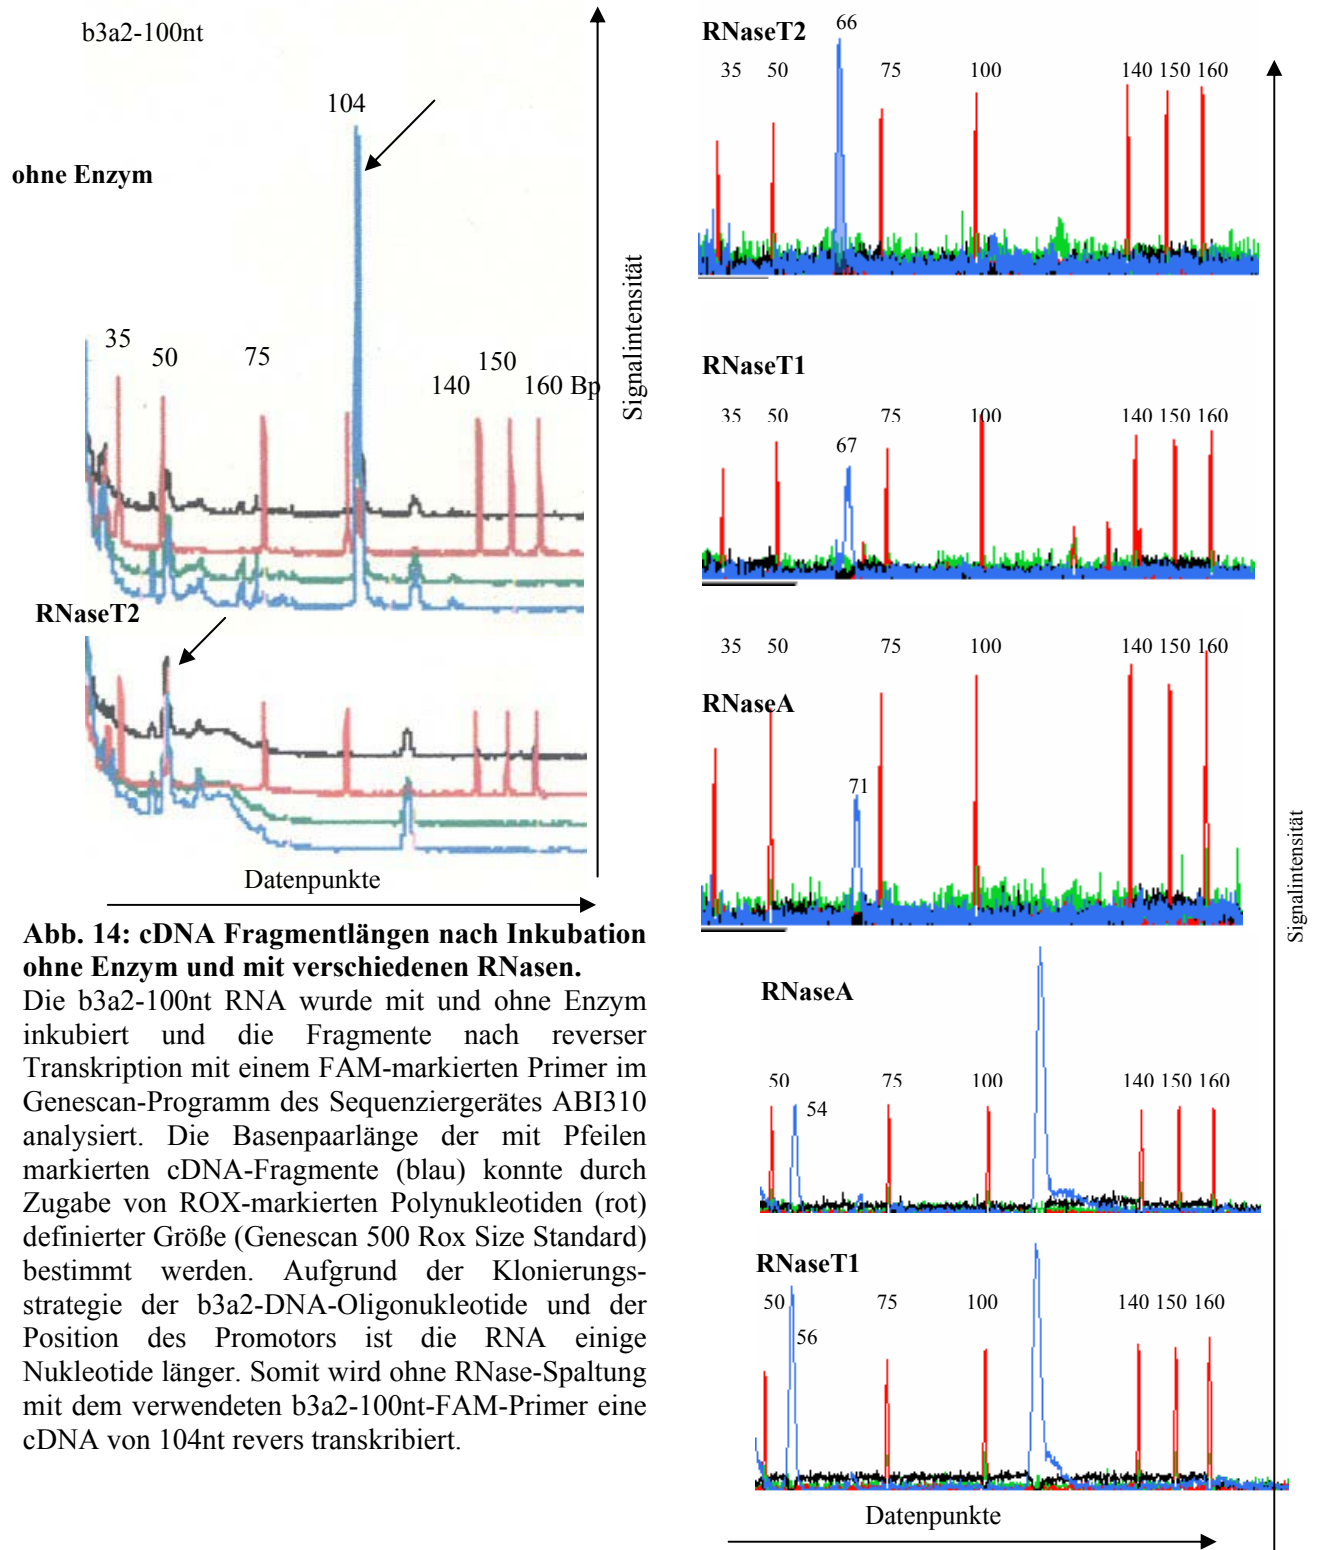 b3a2-100nt
104
ohne Enzym
35
50
75
150
140
160 Bp
Signalintensität
RNaseT2
Datenpunkte
Abb. 14: cDNA Fragmentlängen nach Inkubation
ohne Enzym und mit verschiedenen RNasen.
Die b3a2-100nt RNA wurde mit und ohne Enzym
inkubiert und die Fragmente nach reverser
Transkription mit einem FAM-markierten Primer im
Genescan-Programm des Sequenziergerätes ABI310
analysiert. Die Basenpaarlänge der mit Pfeilen
markierten cDNA-Fragmente (blau) konnte durch
Zugabe von ROX-markierten Polynukleotiden (rot)
definierter Größe (Genescan 500 Rox Size Standard)
bestimmt werden. Aufgrund der Klonierungs-
strategie der b3a2-DNA-Oligonukleotide und der
Position des Promotors ist die RNA einige
Nukleotide länger. Somit wird ohne RNase-Spaltung
mit dem verwendeten b3a2-100nt-FAM-Primer eine
cDNA von 104nt revers transkribiert.
66
RNaseT2
35 50 75 100 140 150 160
RNaseT1
35 50 75 100 140 150 160
67
35 50 75 100 140 150 160
RNaseA
71
Signalintensität
RNaseA
50 75 100 140 150 160
54
RNaseT1
50 75 100 140 150 160
56
Datenpunkte